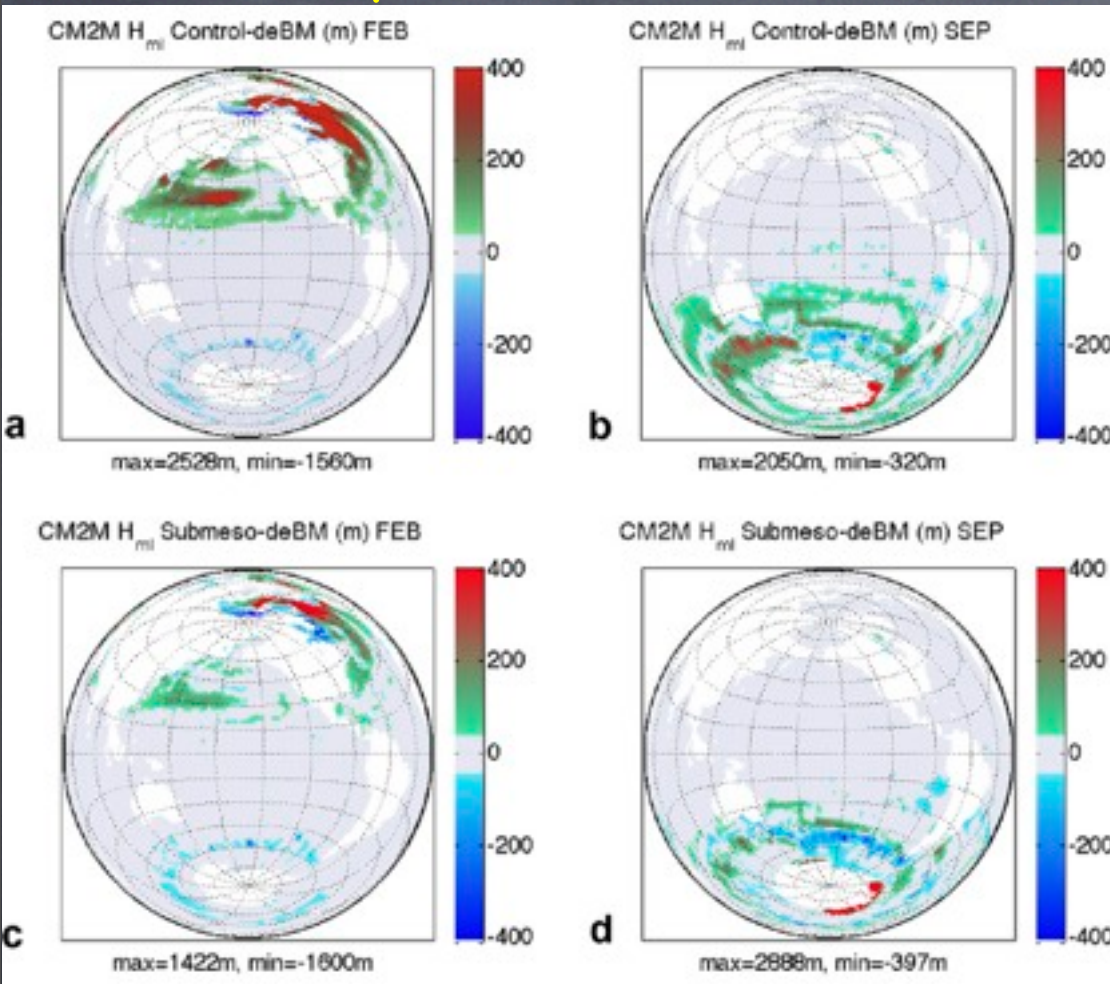 CM2M H_ml Control-deBM (m) FEB
400
200
0
-200
-400
a
max=2528m, min=-1560m
CM2M H_ml Control-deBM (m) SEP
400
200
0
-200
-400
b
max=2050m, min=-320m
CM2M H_ml Submeso-deBM (m) FEB
400
200
0
-200
-400
c
max=1422m, min=-1600m
CM2M H_ml Submeso-deBM (m) SEP
400
200
0
-200
-400
d
max=2888m, min=-397m